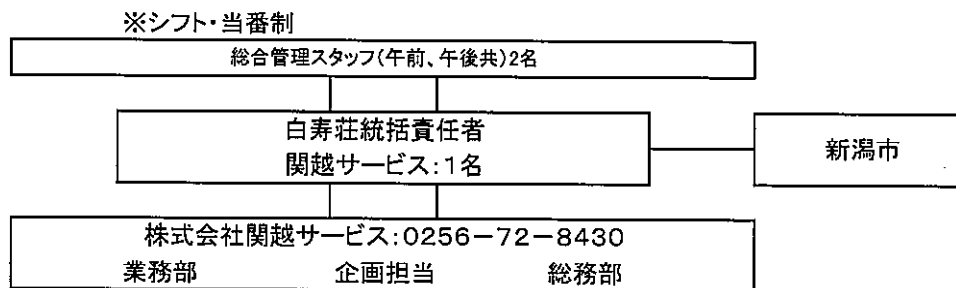 ※シフト・当番制
総合管理スタッフ(午前、午後共)2名
白寿荘統括責任者
関越サービス:1名
新潟市
株式会社関越サービス:0256-72-8430
業務部 企画担当 総務部